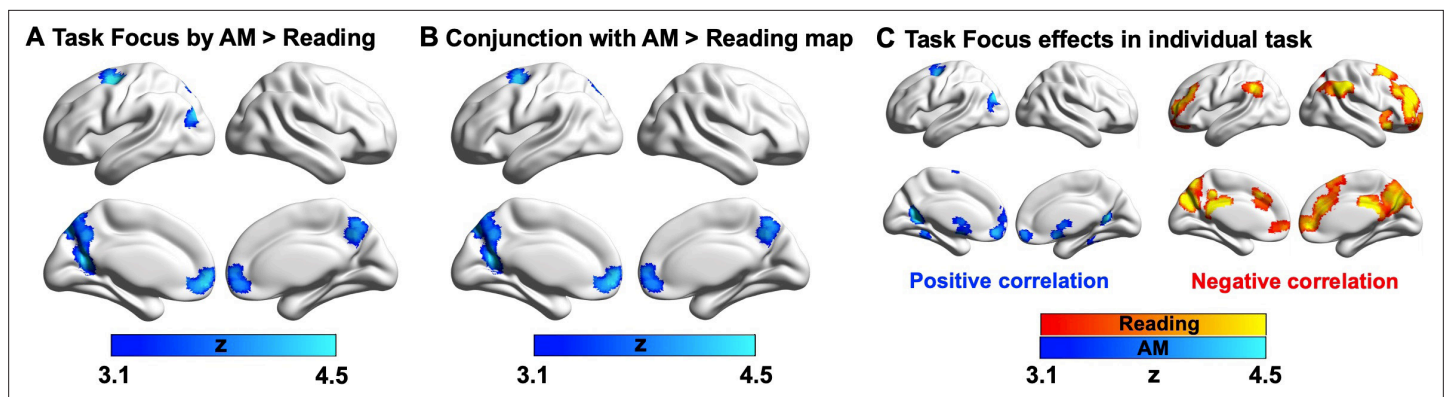 A Task Focus by AM > Reading
B Conjunction with AM > Reading map
C Task Focus effects in individual task
Positive correlation
Negative correlation
z
3.1
4.5
z
3.1
4.5
Reading
AM
3.1
z
4.5